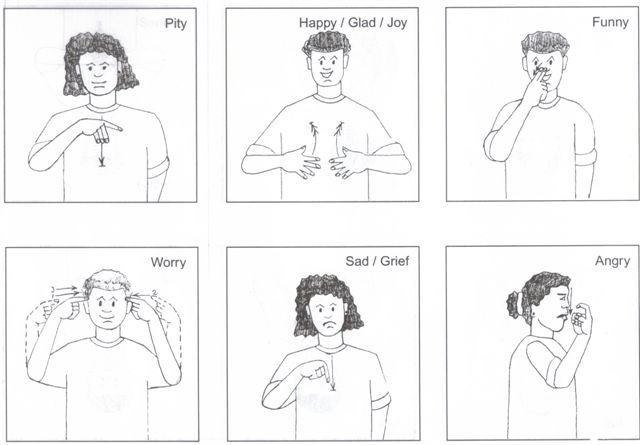 Pity
Happy / Glad / Joy
Funny
Worry
Sad / Grief
Angry